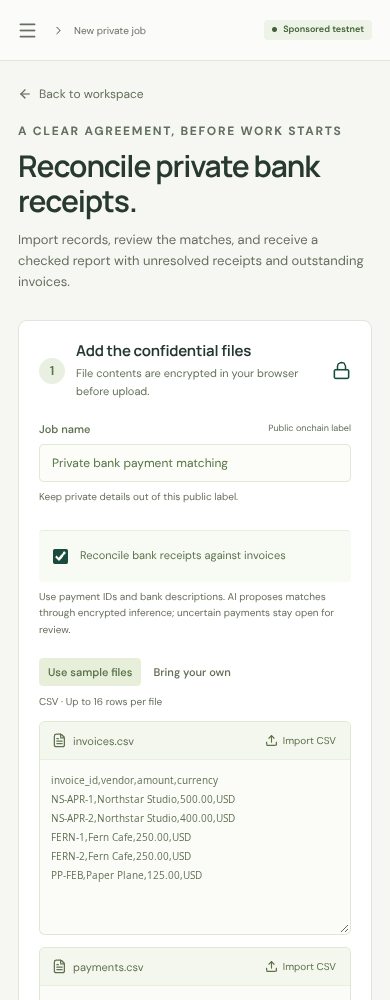 New private job
Sponsored testnet
Back to workspace
A CLEAR AGREEMENT, BEFORE WORK STARTS
Reconcile private bank
receipts.
Import records, review the matches, and receive a
checked report with unresolved receipts and outstanding
invoices.
1
Add the confidential files
File contents are encrypted in your browser
before upload.
Job name
Public onchain label
Private bank payment matching
Keep private details out of this public label.
Reconcile bank receipts against invoices
Use payment IDs and bank descriptions. AI proposes matches
through encrypted inference; uncertain payments stay open for
review.
Use sample files
Bring your own
CSV · Up to 16 rows per file
invoices.csv
Import CSV
invoice_id,vendor,amount,currency
NS-APR-1,Northstar Studio,500.00,USD
NS-APR-2,Northstar Studio,400.00,USD
FERN-1,Fern Cafe,250.00,USD
FERN-2,Fern Cafe,250.00,USD
PP-FEB,Paper Plane,125.00,USD
payments.csv
Import CSV